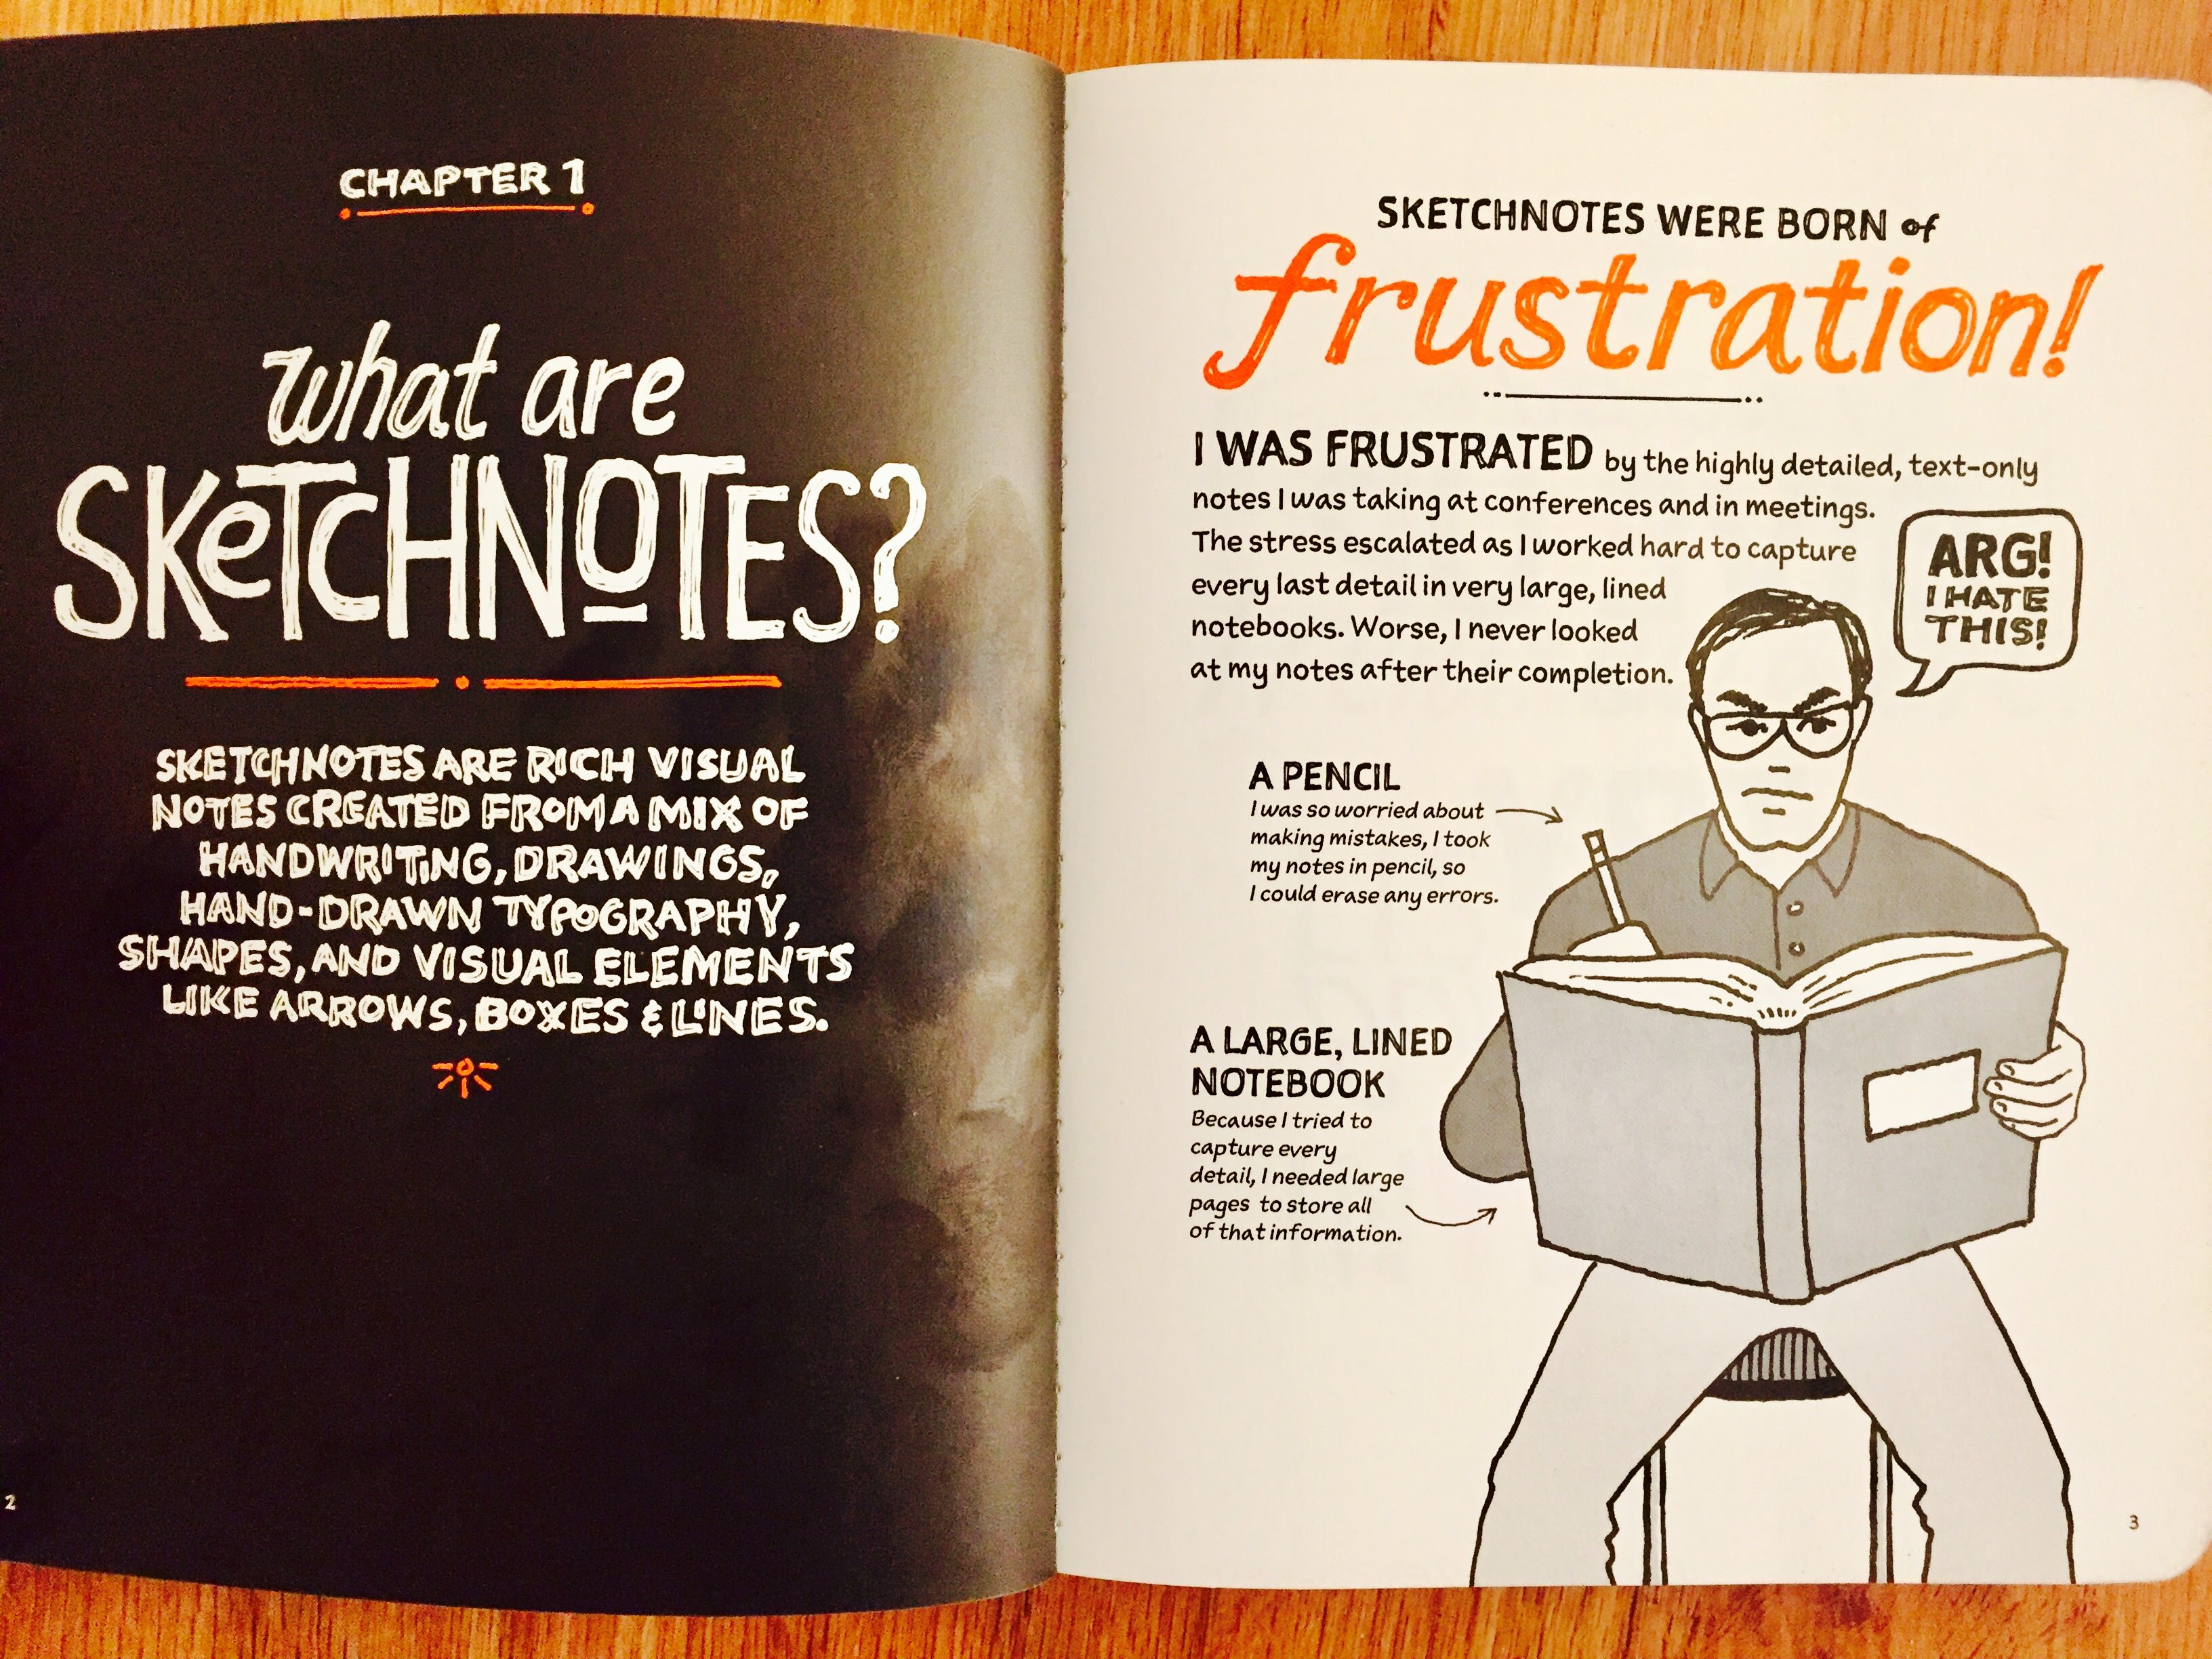 CHAPTER 1
what are
SKeTCHNOTES?
SKETCHNOTES ARE RICH VISUAL
NOTES CREATED FROM A MIX OF
HANDWRITING, DRAWINGS,
HAND-DRAWN TYPOGRAPHY,
SHAPES, AND VISUAL ELEMENTS
LIKE ARROWS, BOXES & LINES.
2
SKETCHNOTES WERE BORN of
frustration!
I WAS FRUSTRATED by the highly detailed, text-only
notes I was taking at conferences and in meetings.
The stress escalated as I worked hard to capture
every last detail in very large, lined
notebooks. Worse, I never looked
at my notes after their completion.
ARG!
I HATE
THIS!
A PENCIL
I was so worried about
making mistakes, I took
my notes in pencil, so
I could erase any errors.
A LARGE, LINED
NOTEBOOK
Because I tried to
capture every
detail, I needed large
pages to store all
of that information.
3